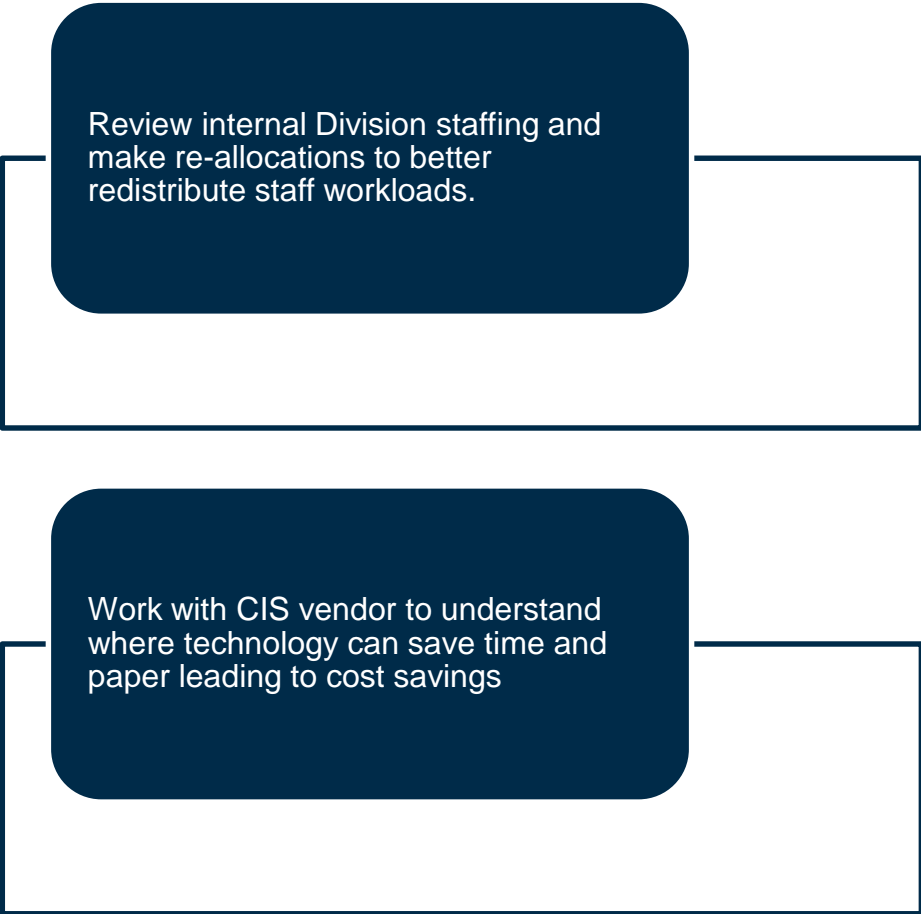 Review internal Division staffing and
make re-allocations to better
redistribute staff workloads.
Work with CIS vendor to understand
where technology can save time and
paper leading to cost savings